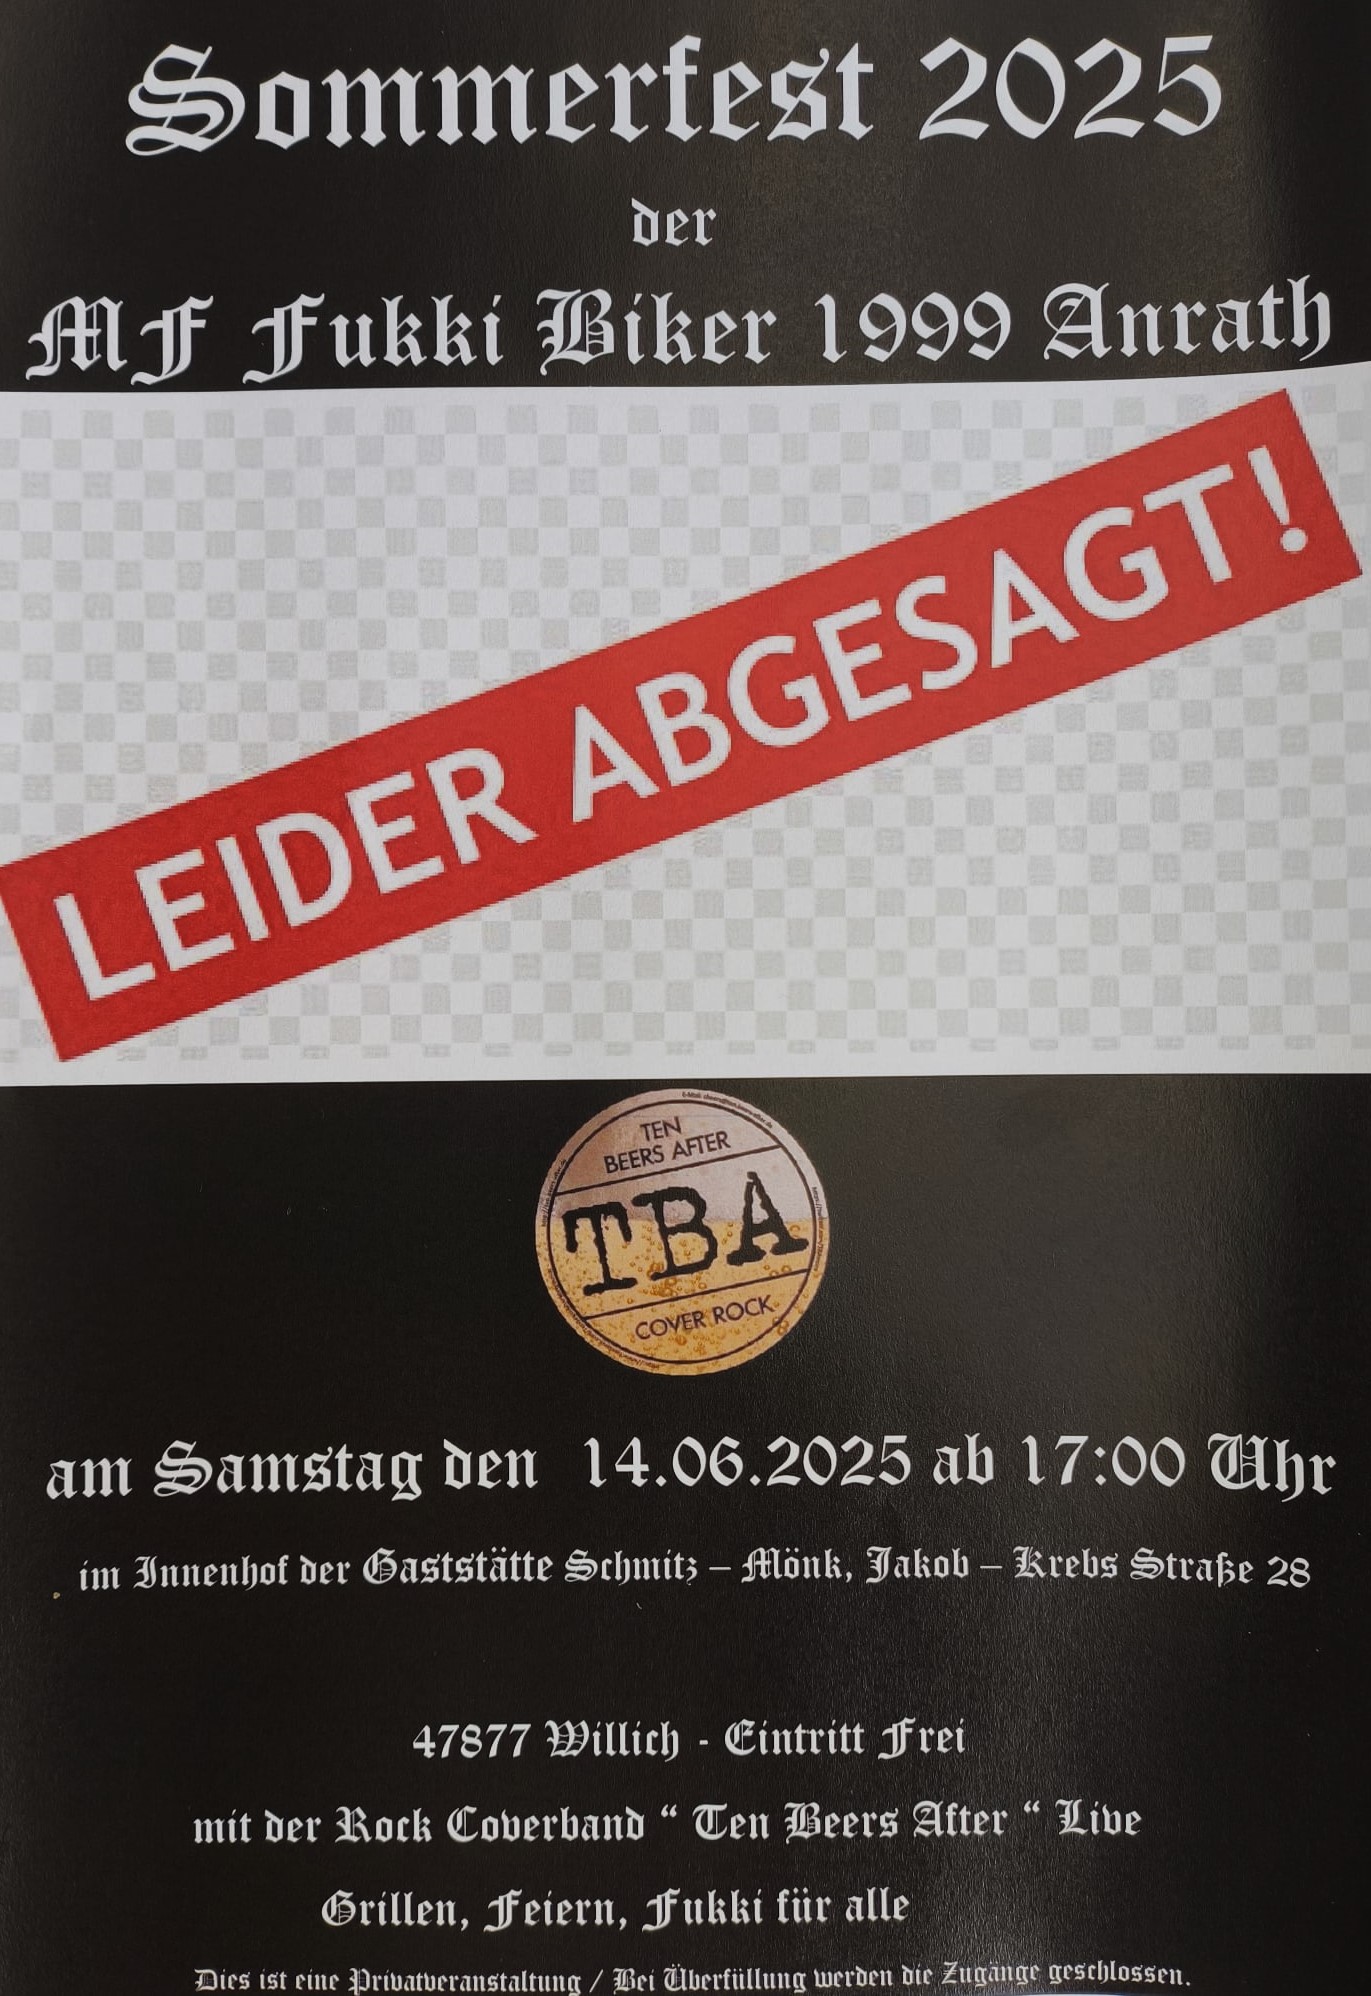 Sommerfest 2025
der
MF Fukki Biker 1999 Anrath
LEIDER ABGESAGT!
TEN
BEERS AFTER
TBA
COVER ROCK
am Samstag den 14.06.2025 ab 17:00 Uhr
im Innenhof der Gaststätte Schmitz – Mönk, Jakob – Krebs Straße 28
47877 Willich - Eintritt Frei
mit der Rock Coverband “ Ten Beers After “ Live
Grillen, Feiern, Fukki für alle
Dies ist eine Privatveranstaltung / Bei Überfüllung werden die Zugänge geschlossen.